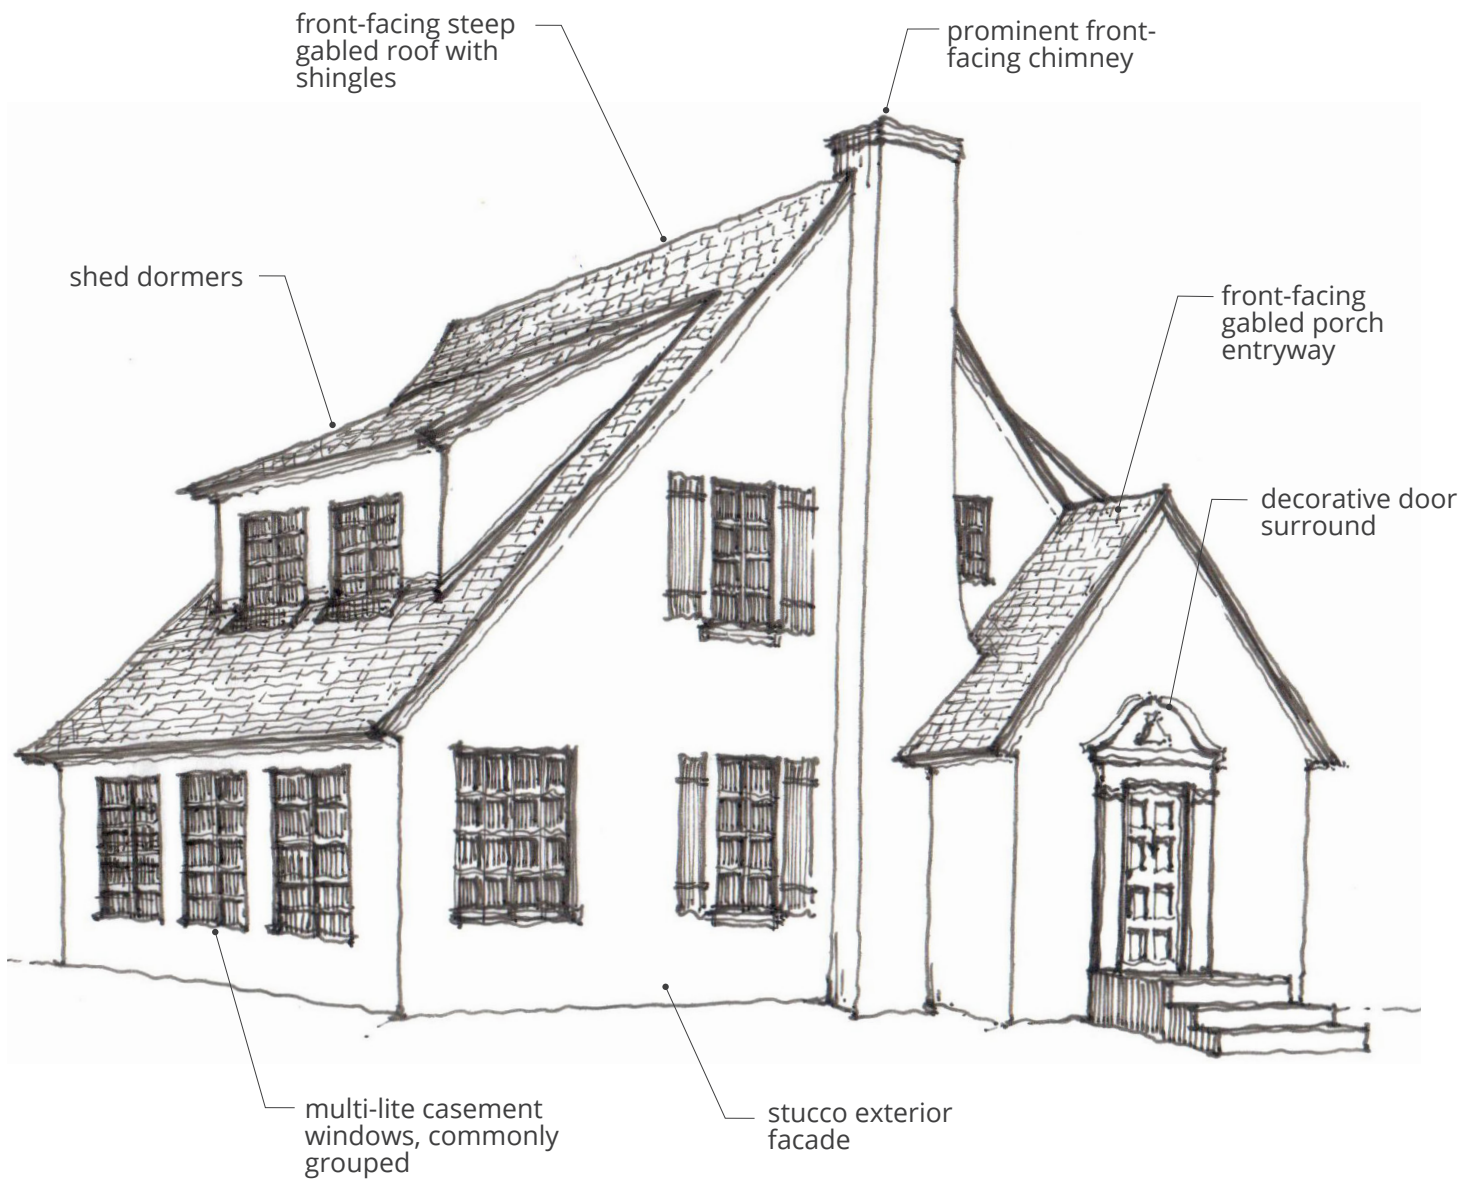 front-facing steep
gabled roof with
shingles
prominent front-
facing chimney
shed dormers
front-facing
gabled porch
entryway
decorative door
surround
multi-lite casement
windows, commonly
grouped
stucco exterior
facade